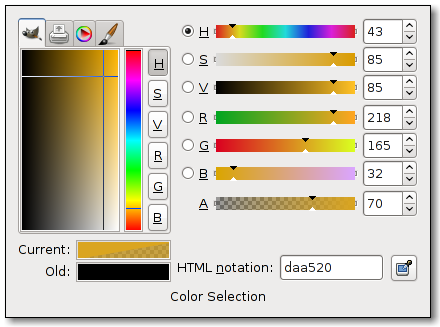 H 43
H S 85
S V 85
V
R 218
R G 165
G B 32
B A 70
Current:
Old:
HTML notation: daa520
Color Selection